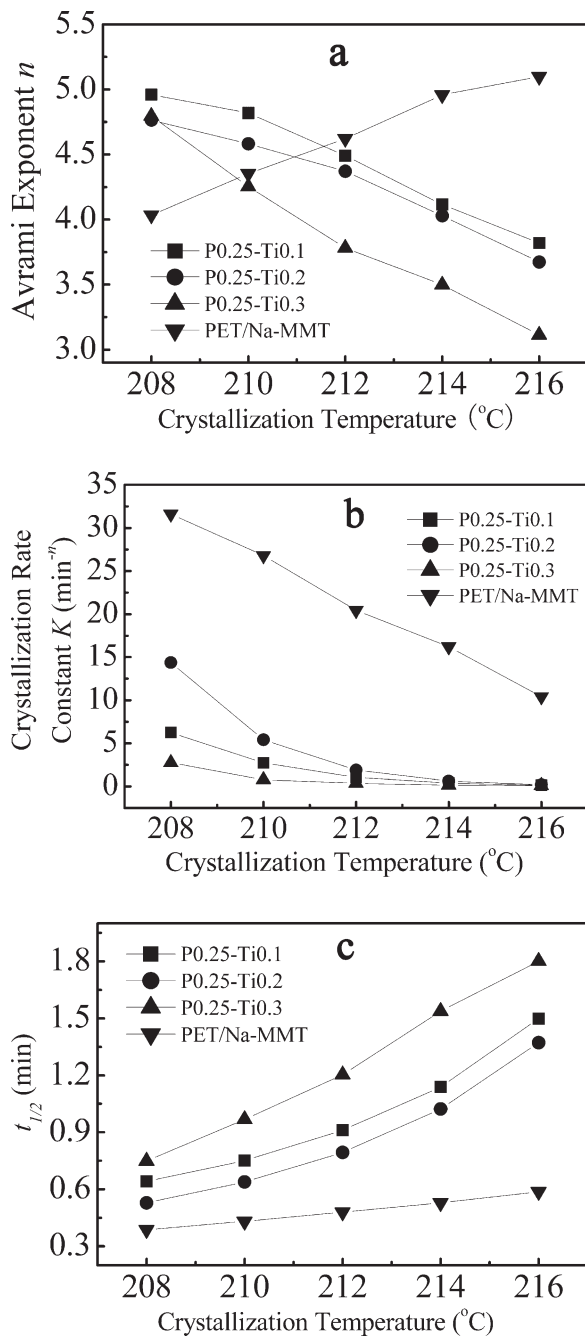 a
5.5
5.0
4.5
4.0
3.5
3.0
Avrami Exponent n
P0.25-Ti0.1
P0.25-Ti0.2
P0.25-Ti0.3
PET/Na-MMT
208 210 212 214 216
Crystallization Temperature (°C)
b
35
30
25
20
15
10
5
0
Crystallization Rate
Constant K (min⁻ⁿ)
P0.25-Ti0.1
P0.25-Ti0.2
P0.25-Ti0.3
PET/Na-MMT
208 210 212 214 216
Crystallization Temperature (°C)
c
1.8
1.5
1.2
0.9
0.6
0.3
t1/2 (min)
P0.25-Ti0.1
P0.25-Ti0.2
P0.25-Ti0.3
PET/Na-MMT
208 210 212 214 216
Crystallization Temperature (°C)